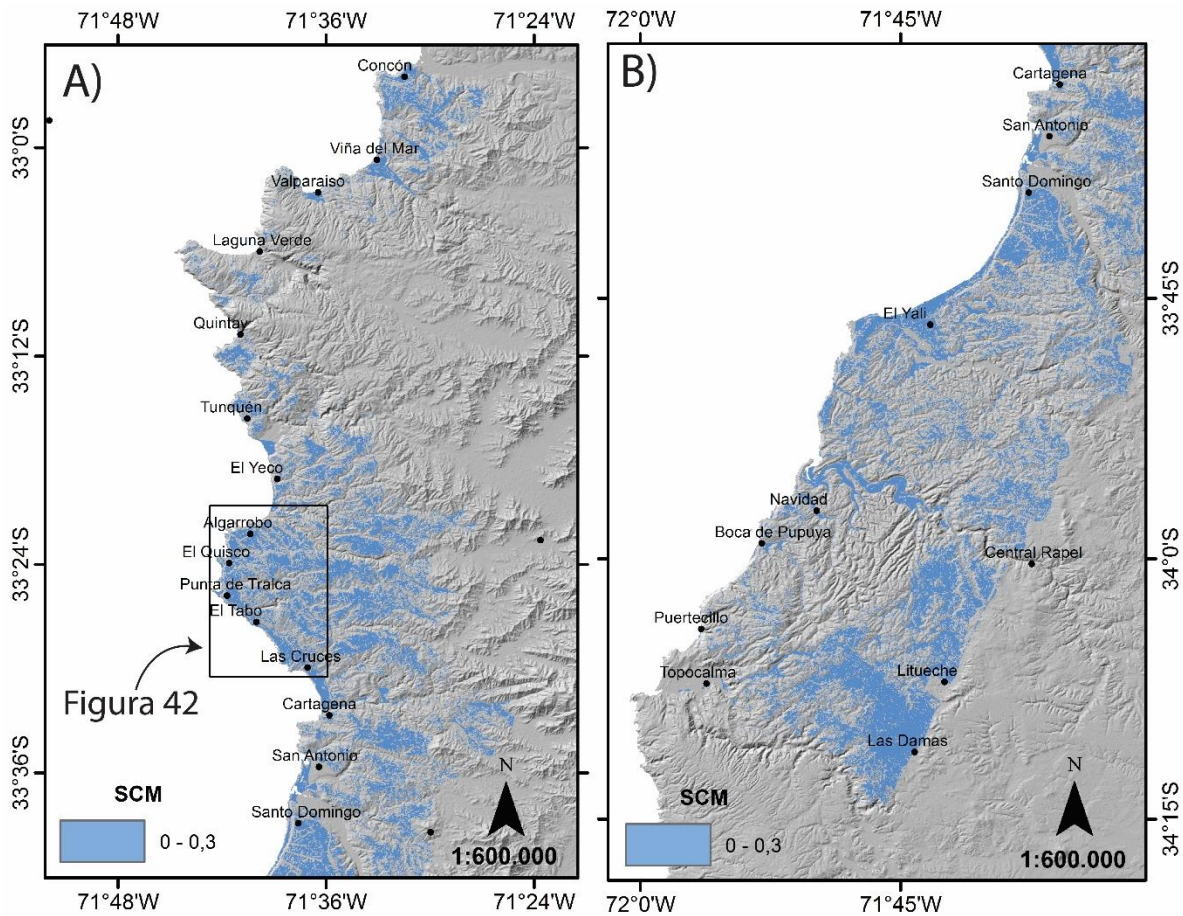 71°48'W 71°36'W 71°24'W
A)
Concón
33°0'S
Viña del Mar
Valparaiso
Laguna Verde
33°12'S
Quintay
Tunquén
El Yeco
33°24'S
Algarrobo
El Quisco
Punta de Tralca
El Tabo
Las Cruces
Figura 42
Cartagena
33°36'S
San Antonio
Santo Domingo
SCM
0 - 0,3
N
1:600.000
71°48'W 71°36'W 71°24'W
72°0'W 71°45'W
B)
Cartagena
San Antonio
Santo Domingo
33°45'S
El Yali
Navidad
Boca de Pupuya
34°0'S
Central Rapel
Puertecillo
Topocalma
Litueche
Las Damas
34°15'S
SCM
0 - 0,3
N
1:600.000
72°0'W 71°45'W